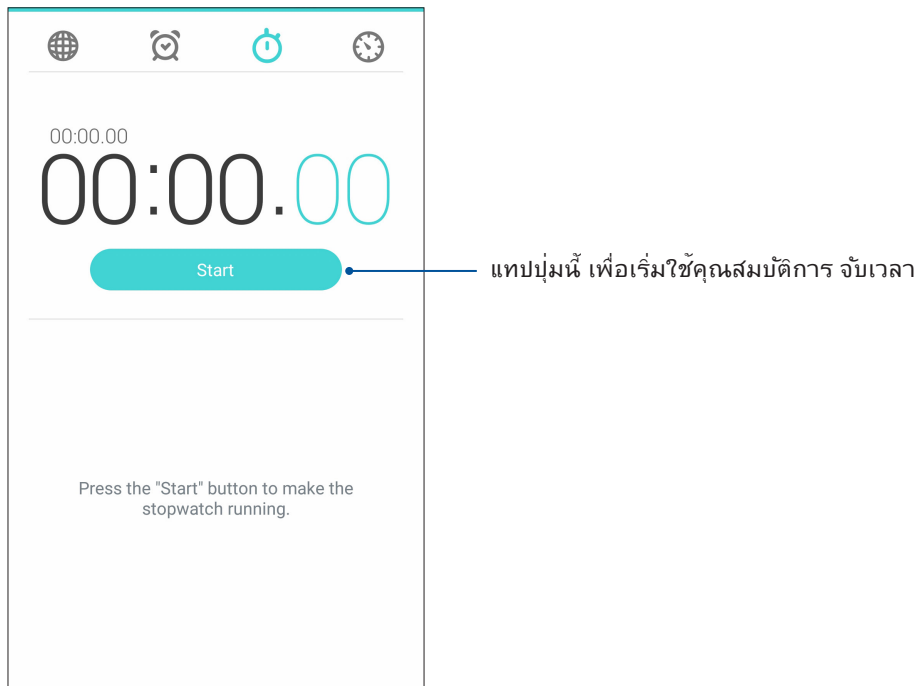 00:00.00
00:00.00
Start
แทปปุ่มนี้ เพื่อเริ่มใช้คุณสมบัติการ จับเวลา
Press the "Start" button to make the
stopwatch running.